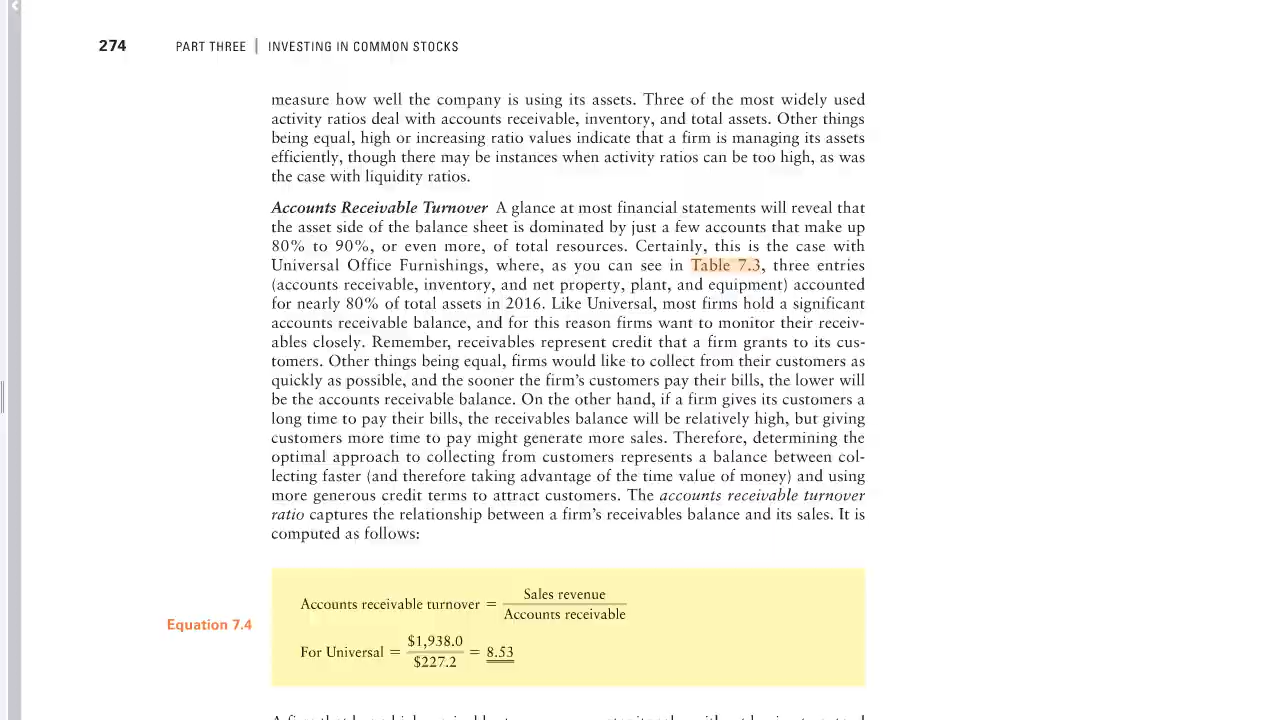 274 PART THREE | INVESTING IN COMMON STOCKS
measure how well the company is using its assets. Three of the most widely used
activity ratios deal with accounts receivable, inventory, and total assets. Other things
being equal, high or increasing ratio values indicate that a firm is managing its assets
efficiently, though there may be instances when activity ratios can be too high, as was
the case with liquidity ratios.
Accounts Receivable Turnover A glance at most financial statements will reveal that
the asset side of the balance sheet is dominated by just a few accounts that make up
80% to 90%, or even more, of total resources. Certainly, this is the case with
Universal Office Furnishings, where, as you can see in Table 7.3, three entries
(accounts receivable, inventory, and net property, plant, and equipment) accounted
for nearly 80% of total assets in 2016. Like Universal, most firms hold a significant
accounts receivable balance, and for this reason firms want to monitor their receiv-
ables closely. Remember, receivables represent credit that a firm grants to its cus-
tomers. Other things being equal, firms would like to collect from their customers as
quickly as possible, and the sooner the firm's customers pay their bills, the lower will
be the accounts receivable balance. On the other hand, if a firm gives its customers a
long time to pay their bills, the receivables balance will be relatively high, but giving
customers more time to pay might generate more sales. Therefore, determining the
optimal approach to collecting from customers represents a balance between col-
lecting faster (and therefore taking advantage of the time value of money) and using
more generous credit terms to attract customers. The accounts receivable turnover
ratio captures the relationship between a firm's receivables balance and its sales. It is
computed as follows:
Equation 7.4
Accounts receivable turnover = Sales revenue
Accounts receivable
For Universal = $1,938.0
$227.2
= 8.53